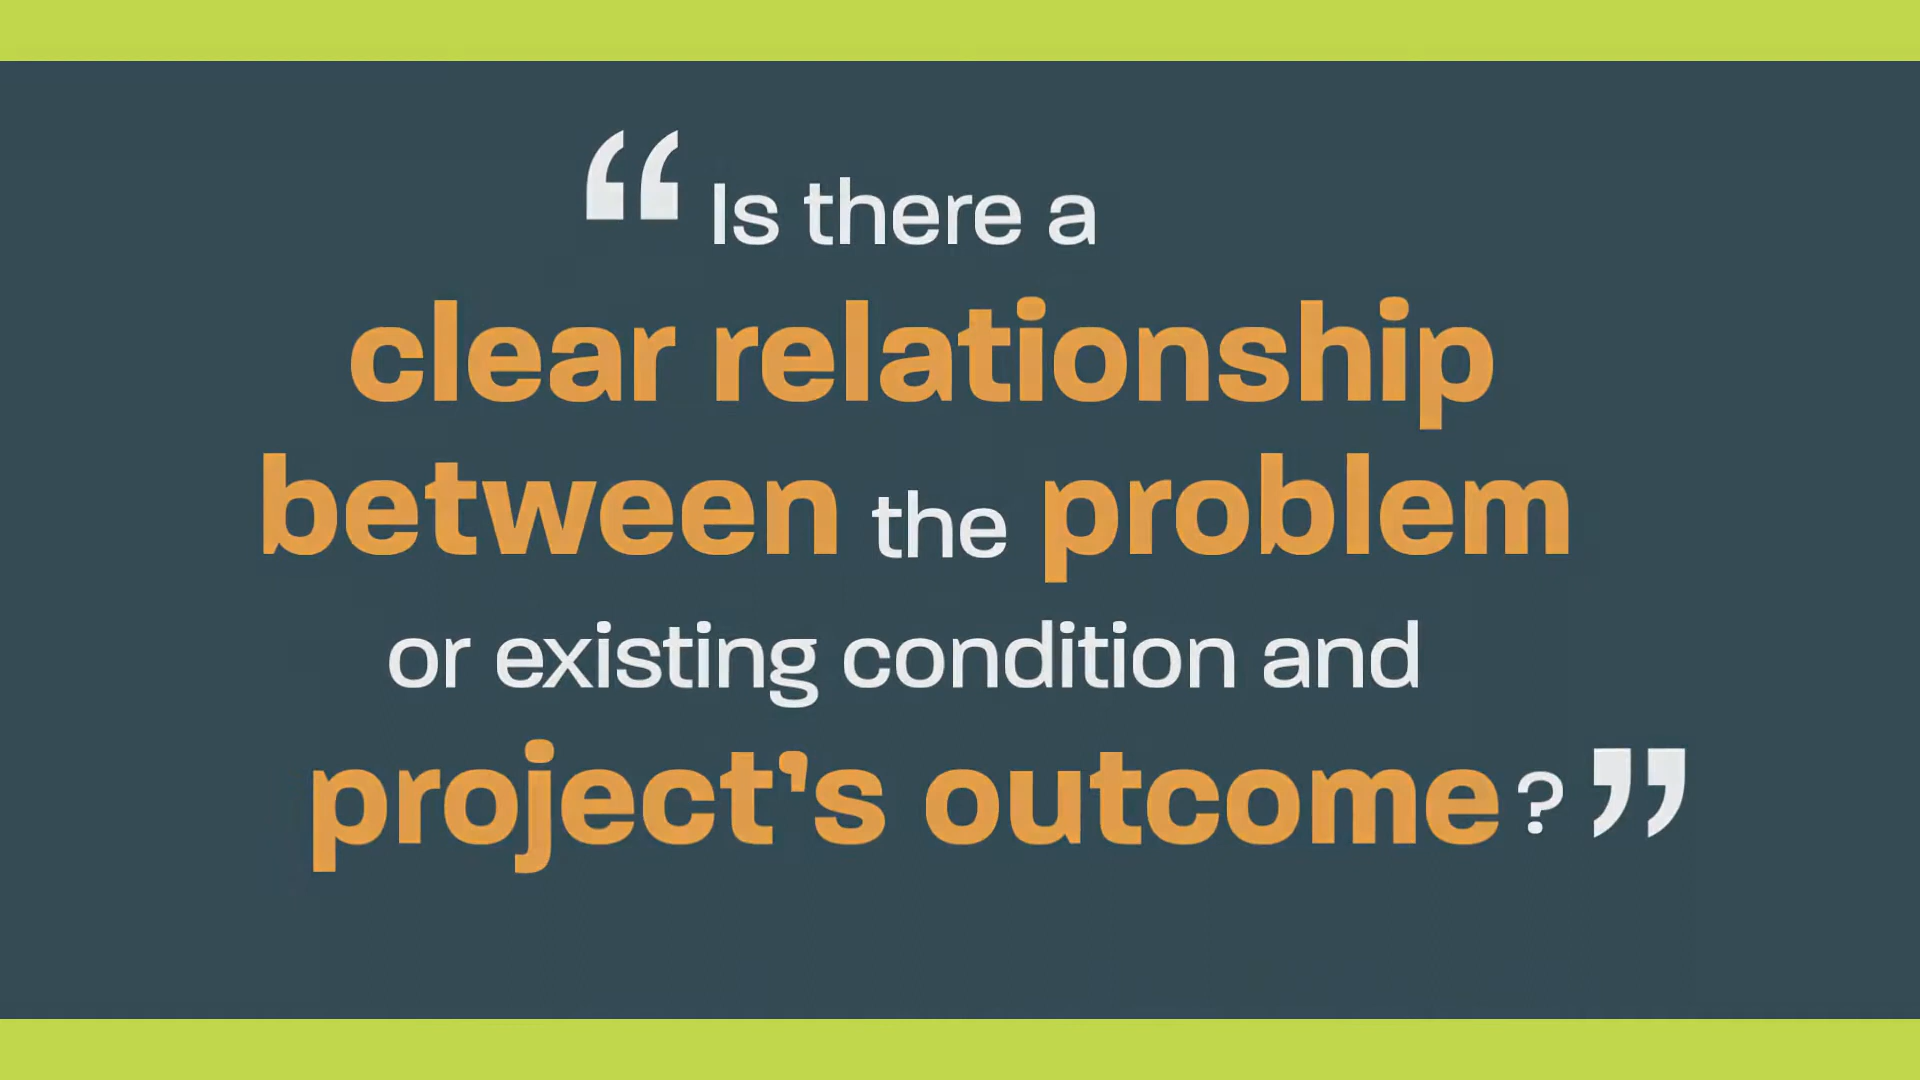 “ Is there a
clear relationship
between the problem
or existing condition and
project’s outcome? ”